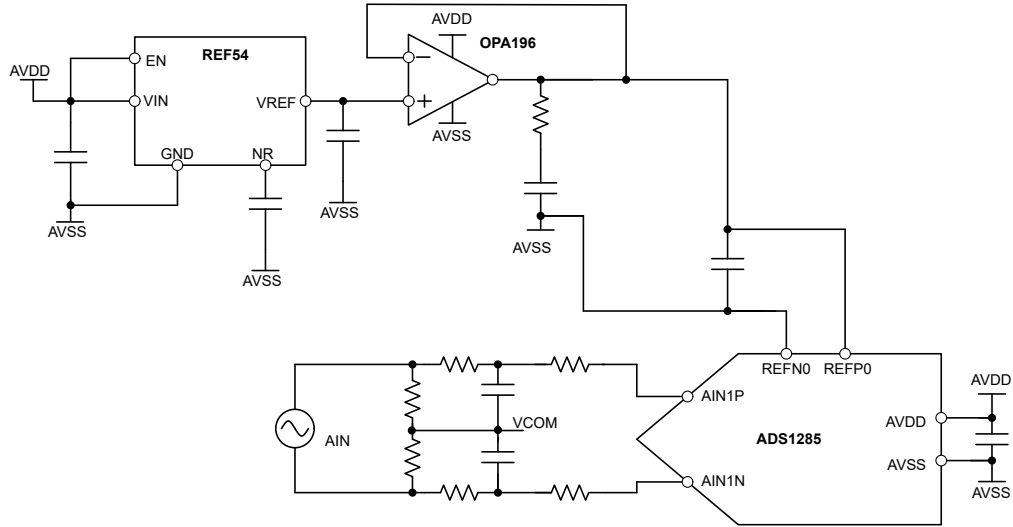 AVDD
EN
REF54
VIN
VREF
GND
NR
AVSS
AVSS
AVSS
AVDD
OPA196
−
+
AVSS
AVSS
REFN0
REFP0
AIN
VCOM
AIN1P
AIN1N
ADS1285
AVDD
AVSS
AVDD
AVSS